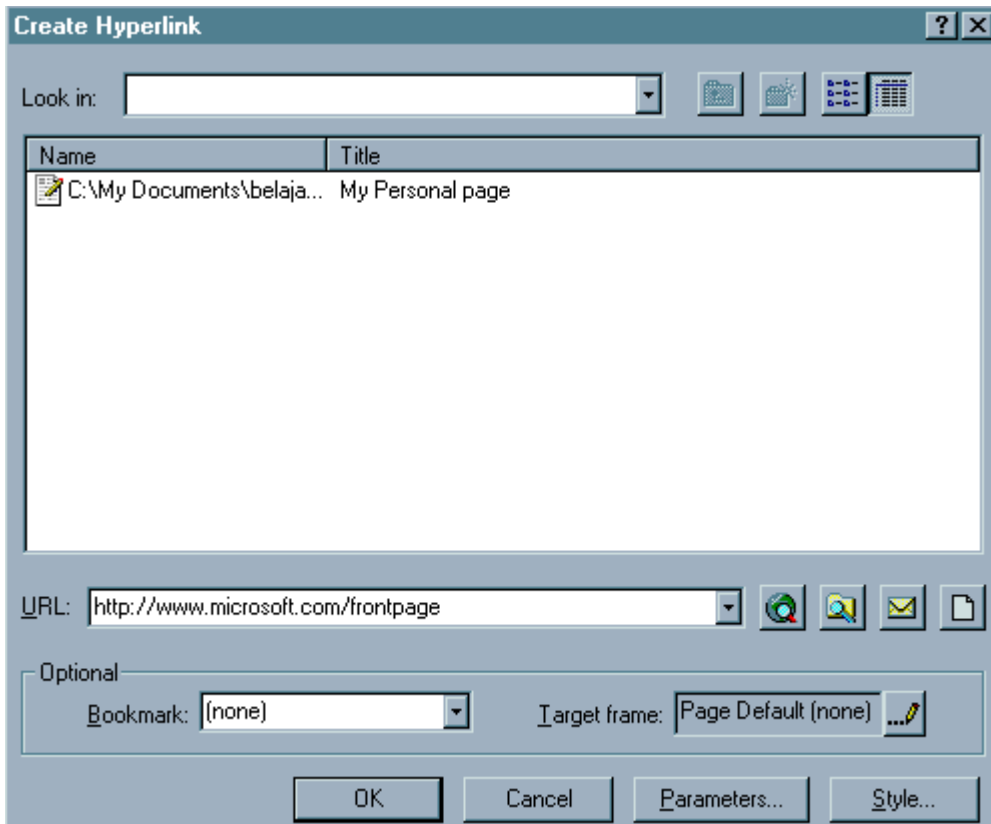 Create Hyperlink
Look in:
Name Title
C:\My Documents\belaja... My Personal page
URL: http://www.microsoft.com/frontpage
Optional
Bookmark: (none) Target frame: Page Default (none) ...
OK Cancel Parameters... Style...